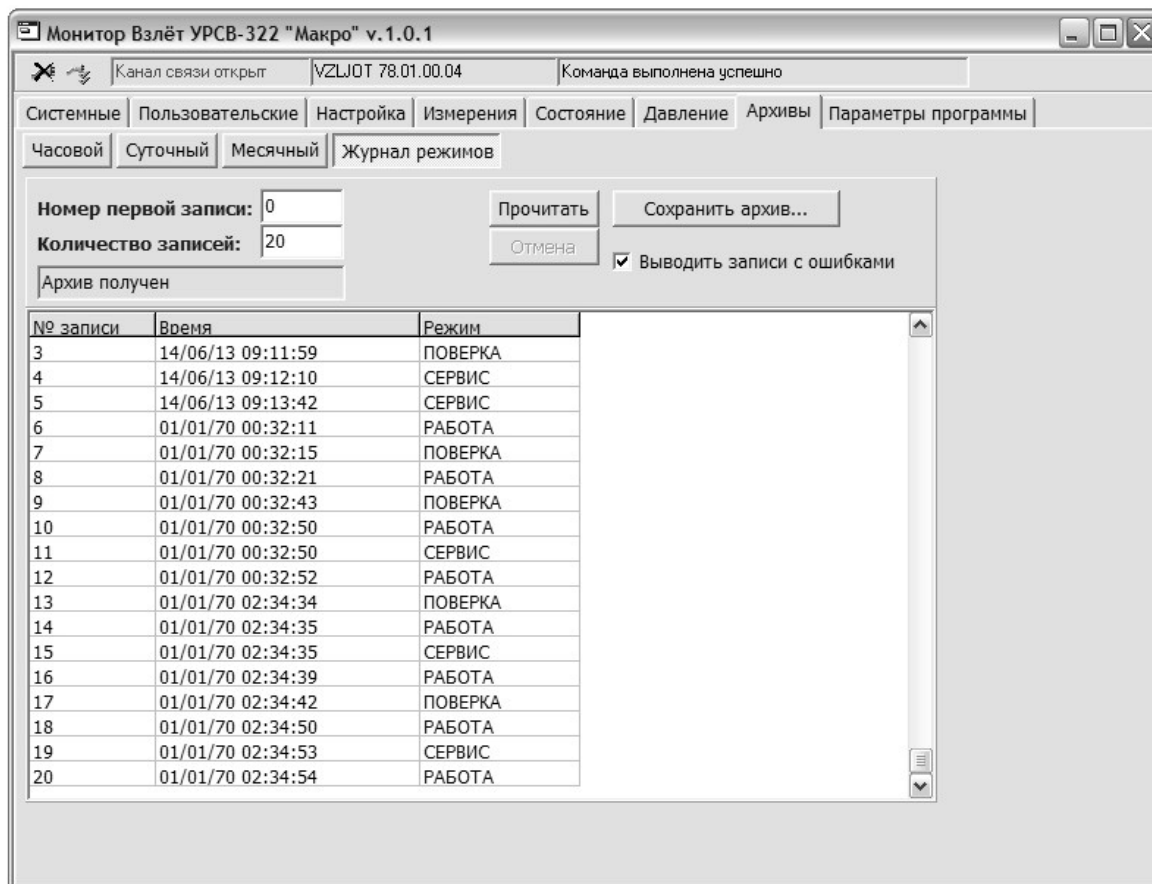 Монитор Взлёт УРСВ-322 "Макро" v.1.0.1
Канал связи открыт VZLJOT 78.01.00.04 Команда выполнена успешно
Системные Пользовательские Настройка Измерения Состояние Давление Архивы Параметры программы
Часовой Суточный Месячный Журнал режимов
Номер первой записи: 0 Прочитать Сохранить архив...
Количество записей: 20 Отмена
Выводить записи с ошибками
Архив получен
№ записи Время Режим
3 14/06/13 09:11:59 ПОВЕРКА
4 14/06/13 09:12:10 СЕРВИС
5 14/06/13 09:13:42 СЕРВИС
6 01/01/70 00:32:11 РАБОТА
7 01/01/70 00:32:15 ПОВЕРКА
8 01/01/70 00:32:21 РАБОТА
9 01/01/70 00:32:43 ПОВЕРКА
10 01/01/70 00:32:50 РАБОТА
11 01/01/70 00:32:50 СЕРВИС
12 01/01/70 00:32:52 РАБОТА
13 01/01/70 02:34:34 ПОВЕРКА
14 01/01/70 02:34:35 РАБОТА
15 01/01/70 02:34:35 СЕРВИС
16 01/01/70 02:34:39 РАБОТА
17 01/01/70 02:34:42 ПОВЕРКА
18 01/01/70 02:34:50 РАБОТА
19 01/01/70 02:34:53 СЕРВИС
20 01/01/70 02:34:54 РАБОТА